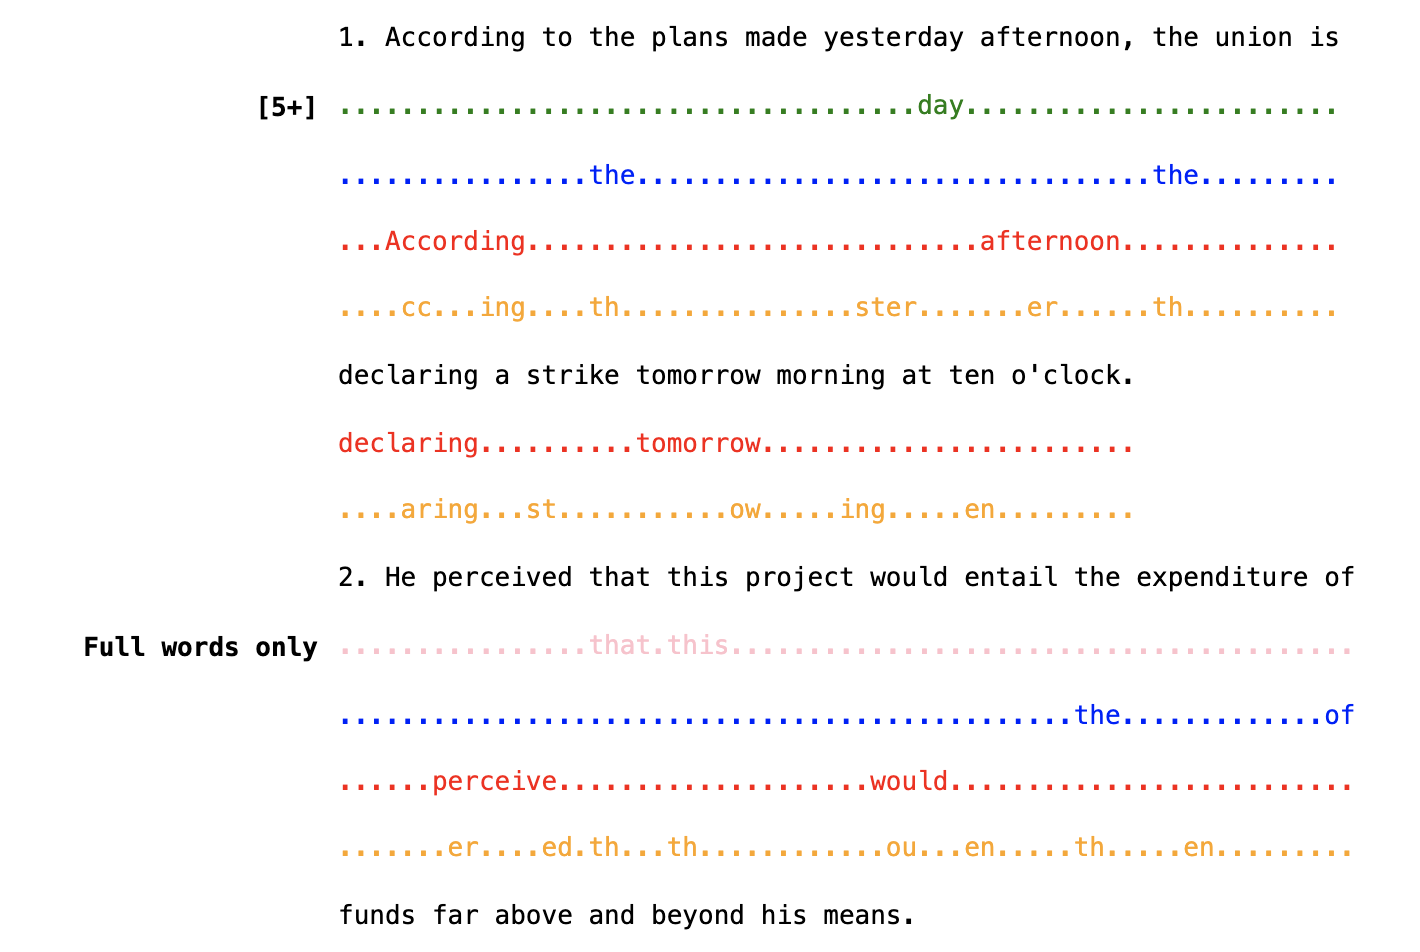 1. According to the plans made yesterday afternoon, the union is
[5+] .....................................day........................
................the.................................the.........
...According.............................afternoon..............
....cc...ing....th...............ster.......er......th..........
declaring a strike tomorrow morning at ten o'clock.
declaring..........tomorrow........................
....aring...st...........ow.....ing.....en.........
2. He perceived that this project would entail the expenditure of
Full words only ................that.this........................................
...............................................the.............of
......perceive....................would..........................
.......er....ed.th...th............ou...en.....th.....en.........
funds far above and beyond his means.